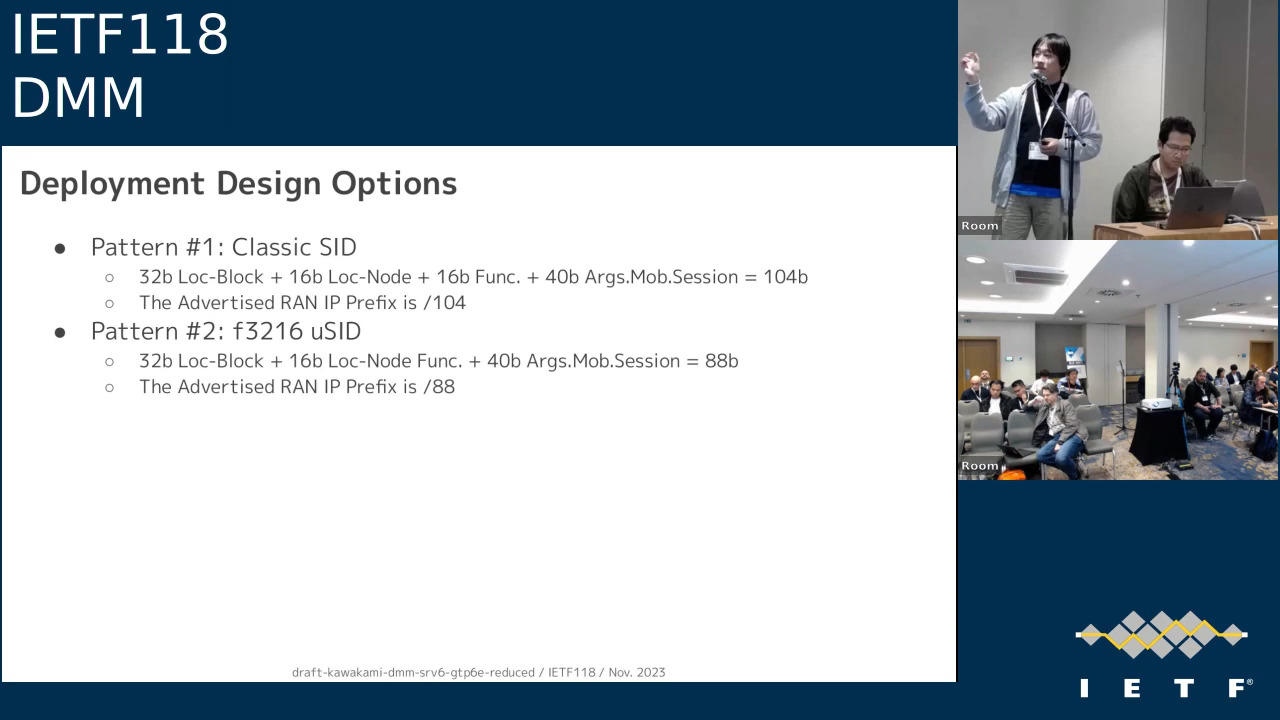 IETF118
DMM
Deployment Design Options
● Pattern #1: Classic SID
○ 32b Loc-Block + 16b Loc-Node + 16b Func. + 40b Args.Mob.Session = 104b
○ The Advertised RAN IP Prefix is /104
● Pattern #2: f3216 uSID
○ 32b Loc-Block + 16b Loc-Node Func. + 40b Args.Mob.Session = 88b
○ The Advertised RAN IP Prefix is /88
draft-kawakami-dmm-srv6-gtp6e-reduced / IETF118 / Nov. 2023
Room
Room
I E T F®